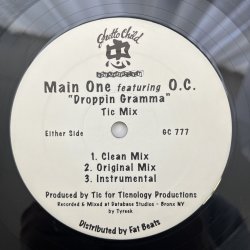 Ghetto Child
Main One featuring O.C.
"Droppin Gramma"
Tic Mix
Either Side
GC 777
1. Clean Mix
2. Original Mix
3. Instrumental
Produced by Tic for Ticnology Productions
Recorded & Mixed at Database Studios - Bronx NY
by Tyresk
Distributed by Fat Beats